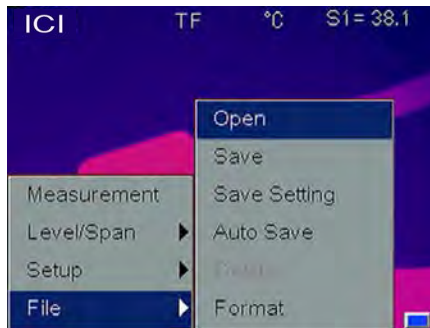 ICI TF °C S1= 38.1
Open
Save
Save Setting
Auto Save
Format
Measurement
Level/Span
Setup
File